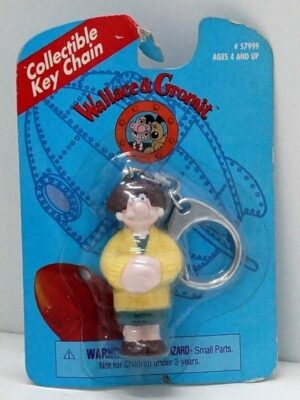 Collectible
Key Chain
# 57999
AGES 4 AND UP
Wallace & Gromit
WARN HAZARD- Small Parts.
Not for Children under 3 years.